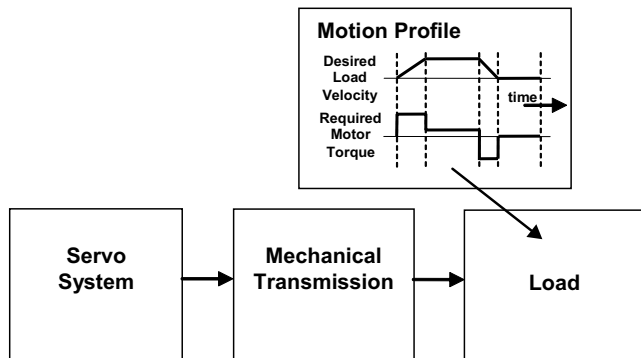 Motion Profile
Desired
Load
Velocity
time
Required
Motor
Torque
Servo
System
Mechanical
Transmission
Load